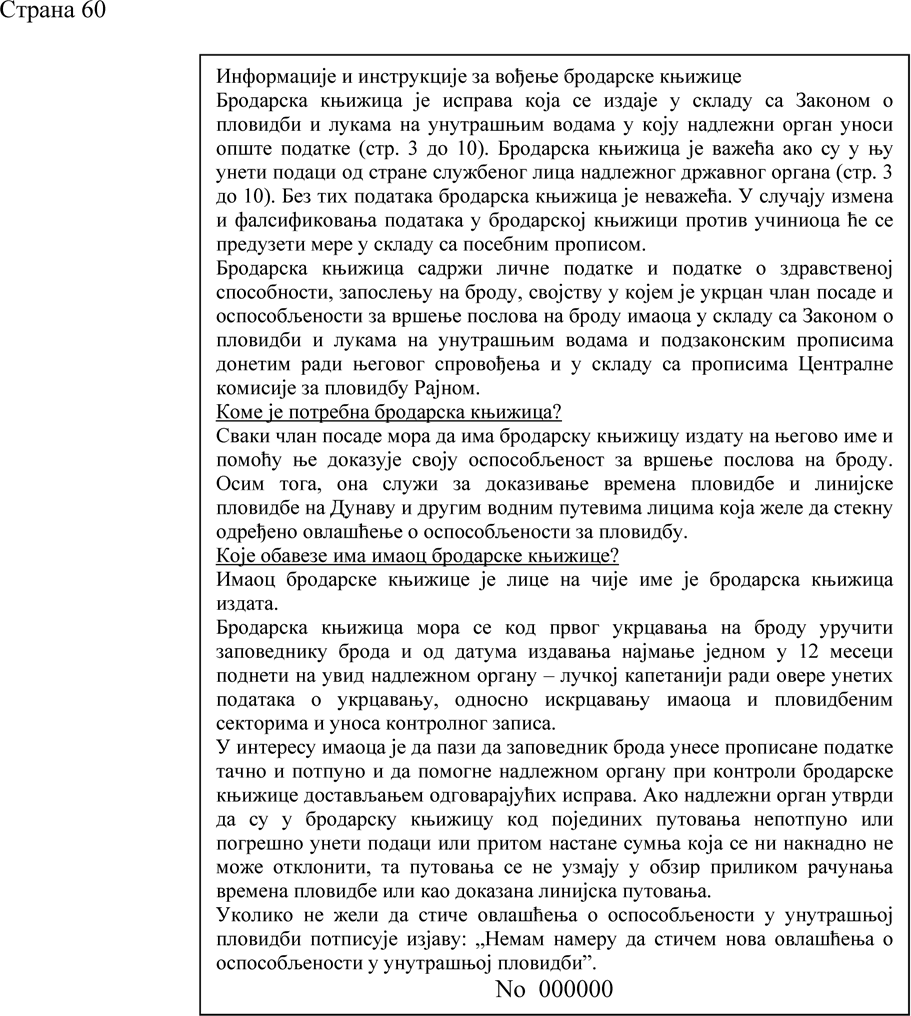 Страна 60
Информације и инструкције за вођење бродарске књижице
Бродарска књижица је исправа која се издаје у складу са Законом о
пловидби и лукама на унутрашњим водама у коју надлежни орган уноси
опште податке (стр. 3 до 10). Бродарска књижица је важећа ако су у њу
унети подаци од стране службеног лица надлежног државног органа (стр. 3
до 10). Без тих података бродарска књижица је неважећа. У случају измена
и фалсификовања података у бродарској књижици против учиниоца ће се
предузети мере у складу са посебним прописом.
Бродарска књижица садржи личне податке и податке о здравственој
способности, запослењу на броду, својству у којем је укрцан члан посаде и
оспособљености за вршење послова на броду имаоца у складу са Законом о
пловидби и лукама на унутрашњим водама и подзаконским прописима
донетим ради његовог спровођења и у складу са прописима Централне
комисије за пловидбу Рајном.
Коме је потребна бродарска књижица?
Сваки члан посаде мора да има бродарску књижицу издату на његово име и
помоћу ње доказује своју оспособљеност за вршење послова на броду.
Осим тога, она служи за доказивање времена пловидбе и линијске
пловидбе на Дунаву и другим водним путевима лицима која желе да стекну
одређено овлашћење о оспособљености за пловидбу.
Које обавезе има имаоц бродарске књижице?
Имаоц бродарске књижице је лице на чије име је бродарска књижица
издата.
Бродарска књижица мора се код првог укрцавања на броду уручити
заповеднику брода и од датума издавања најмање једном у 12 месеци
поднети на увид надлежном органу – лучкој капетанији ради овере унетих
података о укрцавању, односно искрцавању имаоца и пловидбеним
секторима и уноса контролног записа.
У интересу имаоца је да пази да заповедник брода унесе прописане податке
тачно и потпуно и да помогне надлежном органу при контроли бродарске
књижице достављањем одговарајућих исправа. Ако надлежни орган утврди
да су у бродарску књижицу код појединих путовања непотпуно или
погрешно унети подаци или притом настане сумња која се ни накнадно не
може отклонити, та путовања се не узмају у обзир приликом рачунања
времена пловидбе или као доказана линијска путовања.
Уколико не жели да стиче овлашћења о оспособљености у унутрашњој
пловидби потписује изјаву: „Немам намеру да стичем нова овлашћења о
оспособљености у унутрашњој пловидби”.
No 000000